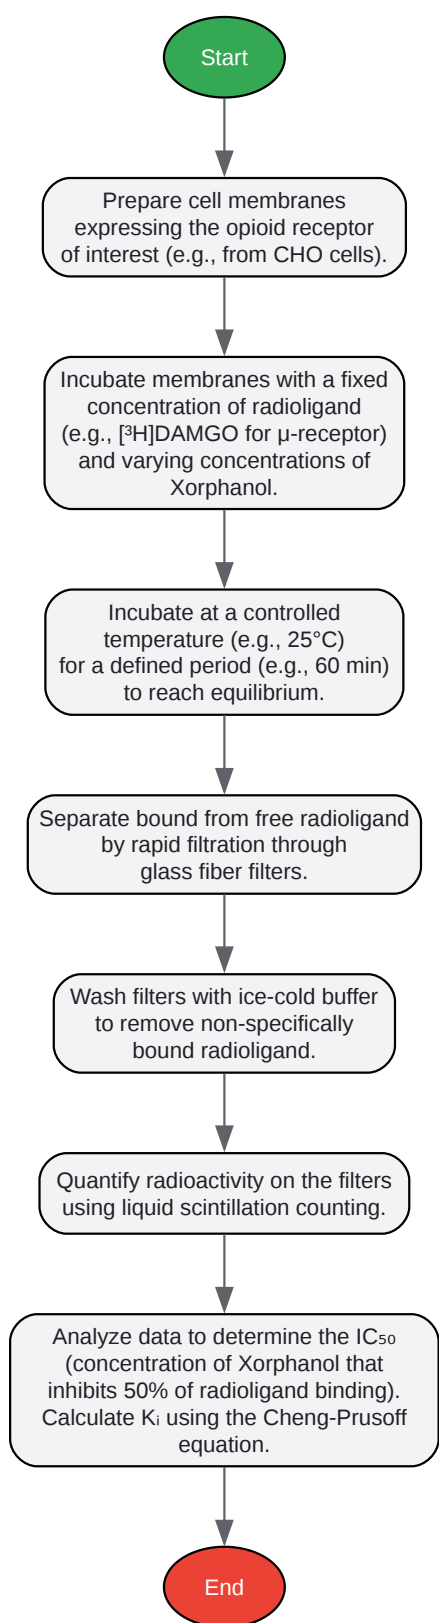 Start
Prepare cell membranes
expressing the opioid receptor
of interest (e.g., from CHO cells).
Incubate membranes with a fixed
concentration of radioligand
(e.g., [³H]DAMGO for μ-receptor)
and varying concentrations of
Xorphanol.
Incubate at a controlled
temperature (e.g., 25°C)
for a defined period (e.g., 60 min)
to reach equilibrium.
Separate bound from free radioligand
by rapid filtration through
glass fiber filters.
Wash filters with ice-cold buffer
to remove non-specifically
bound radioligand.
Quantify radioactivity on the filters
using liquid scintillation counting.
Analyze data to determine the IC₅₀
(concentration of Xorphanol that
inhibits 50% of radioligand binding).
Calculate Kᵢ using the Cheng-Prusoff
equation.
End